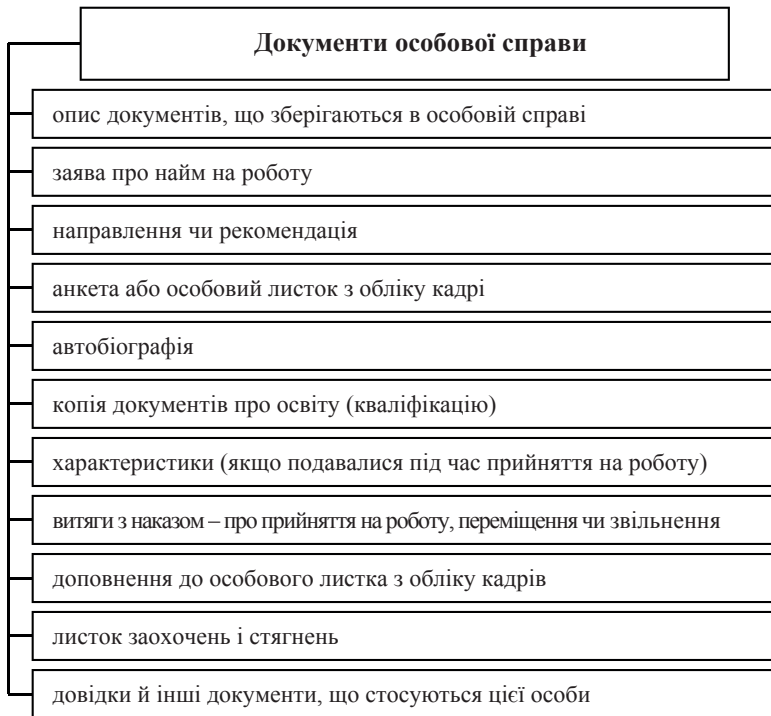 Документи особової справи
опис документів, що зберігаються в особовій справі
заява про найм на роботу
направлення чи рекомендація
анкета або особовий листок з обліку кадрі
автобіографія
копія документів про освіту (кваліфікацію)
характеристики (якщо подавалися під час прийняття на роботу)
витяги з наказом – про прийняття на роботу, переміщення чи звільнення
доповнення до особового листка з обліку кадрів
листок заохочень і стягнень
довідки й інші документи, що стосуються цієї особи